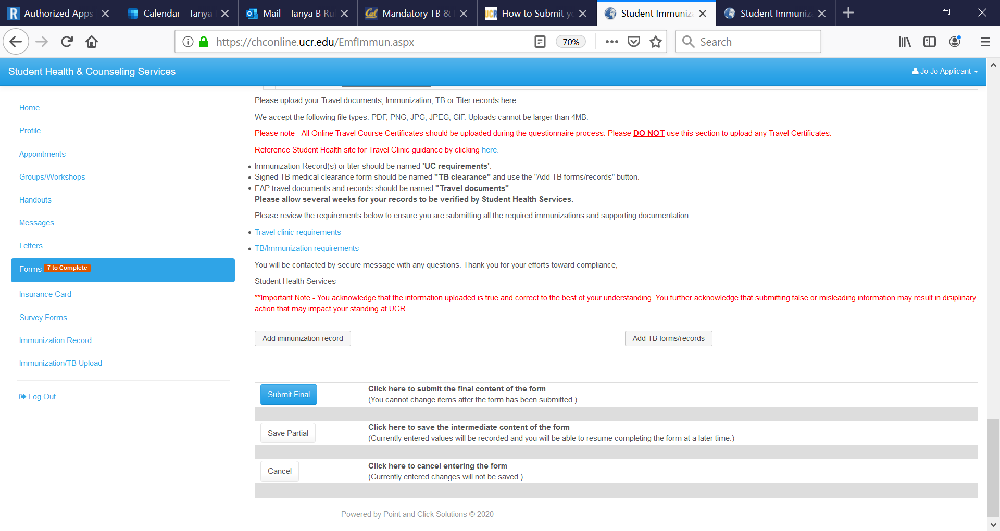 Authorized Apps
Calendar - Tanya
Mail - Tanya B Ru
Mandatory TB &
How to Submit yo
Student Immuniza
Student Immuniza
https://chconline.ucr.edu/EmfImmun.aspx
70%
Search
Student Health & Counseling Services
Jo Jo Applicant
Home
Profile
Appointments
Groups/Workshops
Handouts
Messages
Letters
Forms 7 to Complete
Insurance Card
Survey Forms
Immunization Record
Immunization/TB Upload
Log Out
Please upload your Travel documents, Immunization, TB or Titer records here.
We accept the following file types: PDF, PNG, JPG, JPEG, GIF. Uploads cannot be larger than 4MB.
Please note - All Online Travel Course Certificates should be uploaded during the questionnaire process. Please DO NOT use this section to upload any Travel Certificates.
Reference Student Health site for Travel Clinic guidance by clicking here.
• Immunization Record(s) or titer should be named 'UC requirements'.
• Signed TB medical clearance form should be named "TB clearance" and use the "Add TB forms/records" button.
• EAP travel documents and records should be named "Travel documents".
Please allow several weeks for your records to be verified by Student Health Services.
Please review the requirements below to ensure you are submitting all the required immunizations and supporting documentation:
• Travel clinic requirements
• TB/Immunization requirements
You will be contacted by secure message with any questions. Thank you for your efforts toward compliance,
Student Health Services
**Important Note - You acknowledge that the information uploaded is true and correct to the best of your understanding. You further acknowledge that submitting false or misleading information may result in disiplinary
action that may impact your standing at UCR.
Add immunization record
Add TB forms/records
Submit Final
Click here to submit the final content of the form
(You cannot change items after the form has been submitted.)
Save Partial
Click here to save the intermediate content of the form
(Currently entered values will be recorded and you will be able to resume completing the form at a later time.)
Cancel
Click here to cancel entering the form
(Currently entered changes will not be saved.)
Powered by Point and Click Solutions © 2020